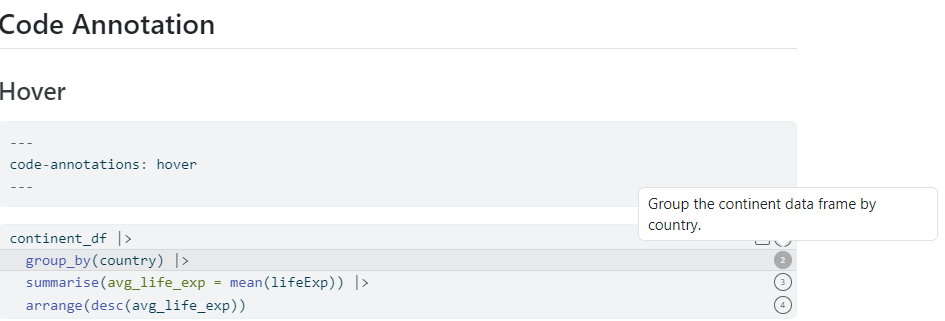 Code Annotation
Hover
---
code-annotations: hover
---
Group the continent data frame by
country.
continent_df |>
group_by(country) |>
2
summarise(avg_life_exp = mean(lifeExp)) |>
3
arrange(desc(avg_life_exp))
4